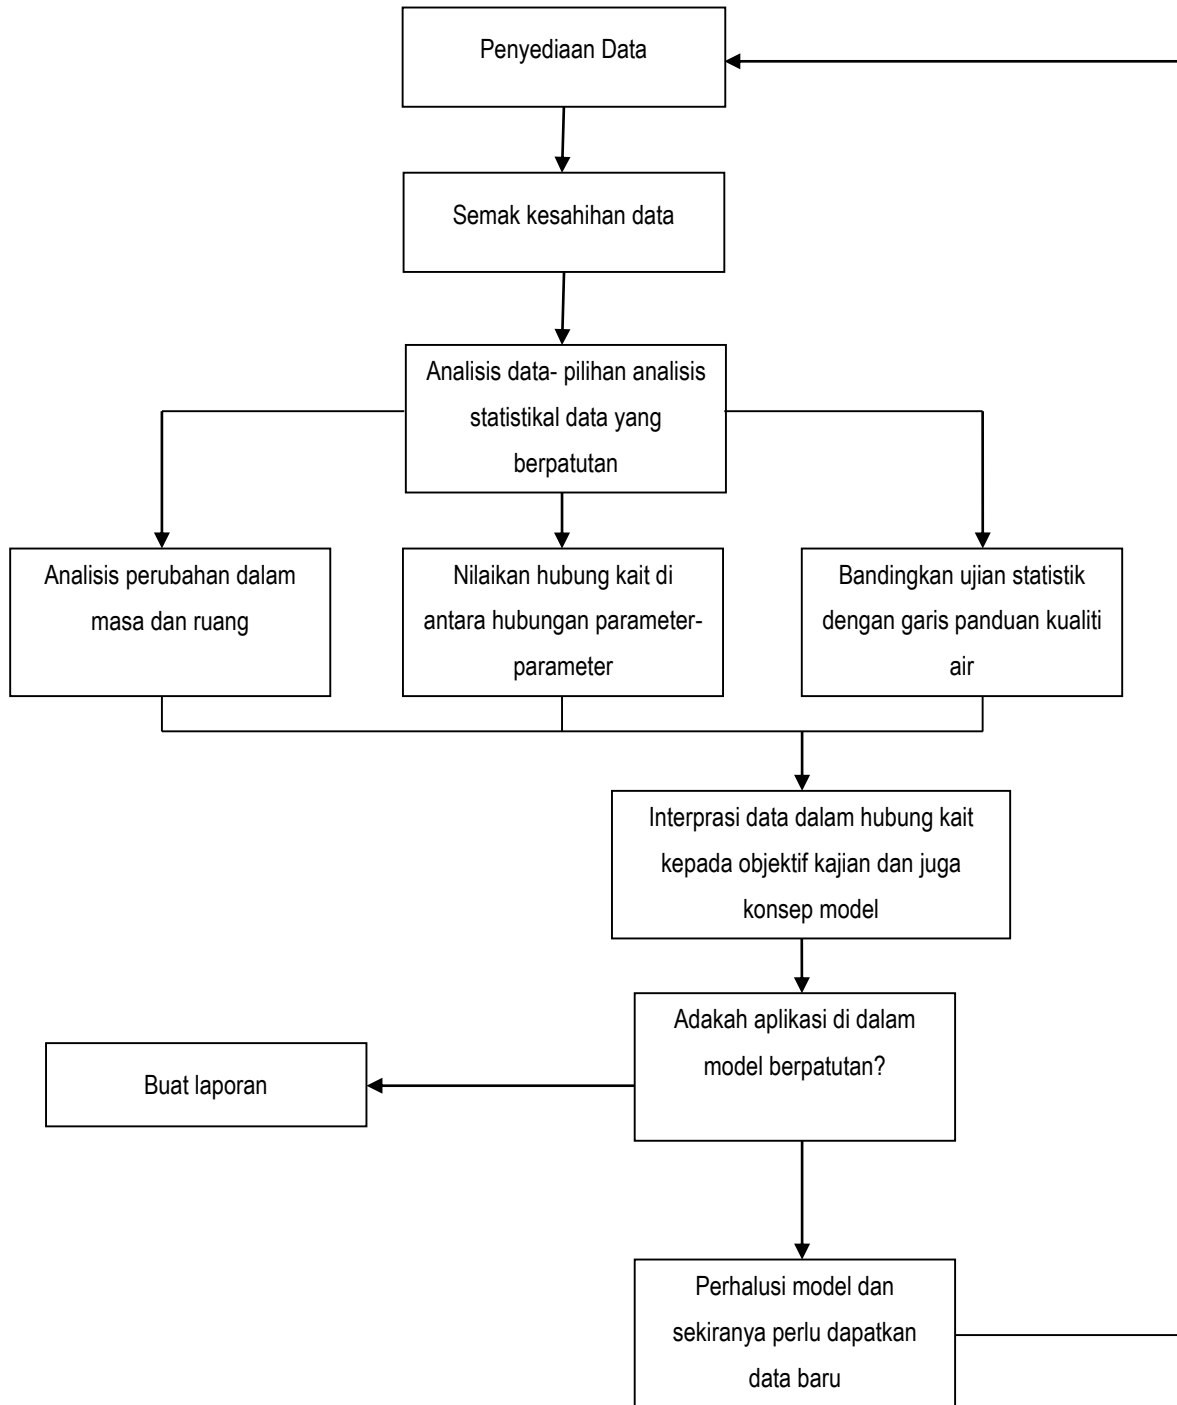 Penyediaan Data
Semak kesahihan data
Analisis data- pilihan analisis
statistikal data yang
berpatutan
Analisis perubahan dalam
masa dan ruang
Nilaikan hubung kait di
antara hubungan parameter-
parameter
Bandingkan ujian statistik
dengan garis panduan kualiti
air
Interprasi data dalam hubung kait
kepada objektif kajian dan juga
konsep model
Adakah aplikasi di dalam
model berpatutan?
Buat laporan
Perhalusi model dan
sekiranya perlu dapatkan
data baru